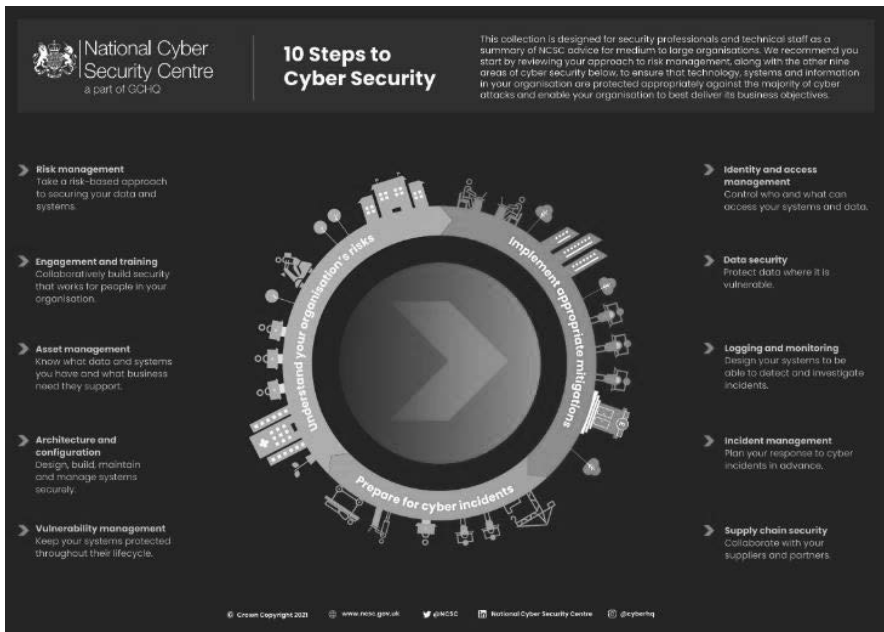 National Cyber
Security Centre
a part of GCHQ
10 Steps to
Cyber Security
This collection is designed for security professionals and technical staff as a
summary of NCSC advice for medium to large organisations. We recommend you
start by reviewing your approach to risk management, along with the other nine
areas of cyber security below, to ensure that technology, systems and information
in your organisation are protected appropriately against the majority of cyber
attacks and enable your organisation to best deliver its business objectives.
Risk management
Take a risk-based approach
to securing your data and
systems.
Engagement and training
Collaboratively build security
that works for people in your
organisation.
Asset management
Know what data and systems
you have and what business
need they support.
Architecture and
configuration
Design, build, maintain
and manage systems
securely.
Vulnerability management
Keep your systems protected
throughout their lifecycle.
Understand your organisation's risks
Implement appropriate mitigations
Prepare for cyber incidents
Identity and access
management
Control who and what can
access your systems and data.
Data security
Protect data where it is
vulnerable.
Logging and monitoring
Design your systems to be
able to detect and investigate
incidents.
Incident management
Plan your response to cyber
incidents in advance.
Supply chain security
Collaborate with your
suppliers and partners.
© Crown Copyright 2021 www.ncsc.gov.uk @NCSC National Cyber Security Centre @cyberhq